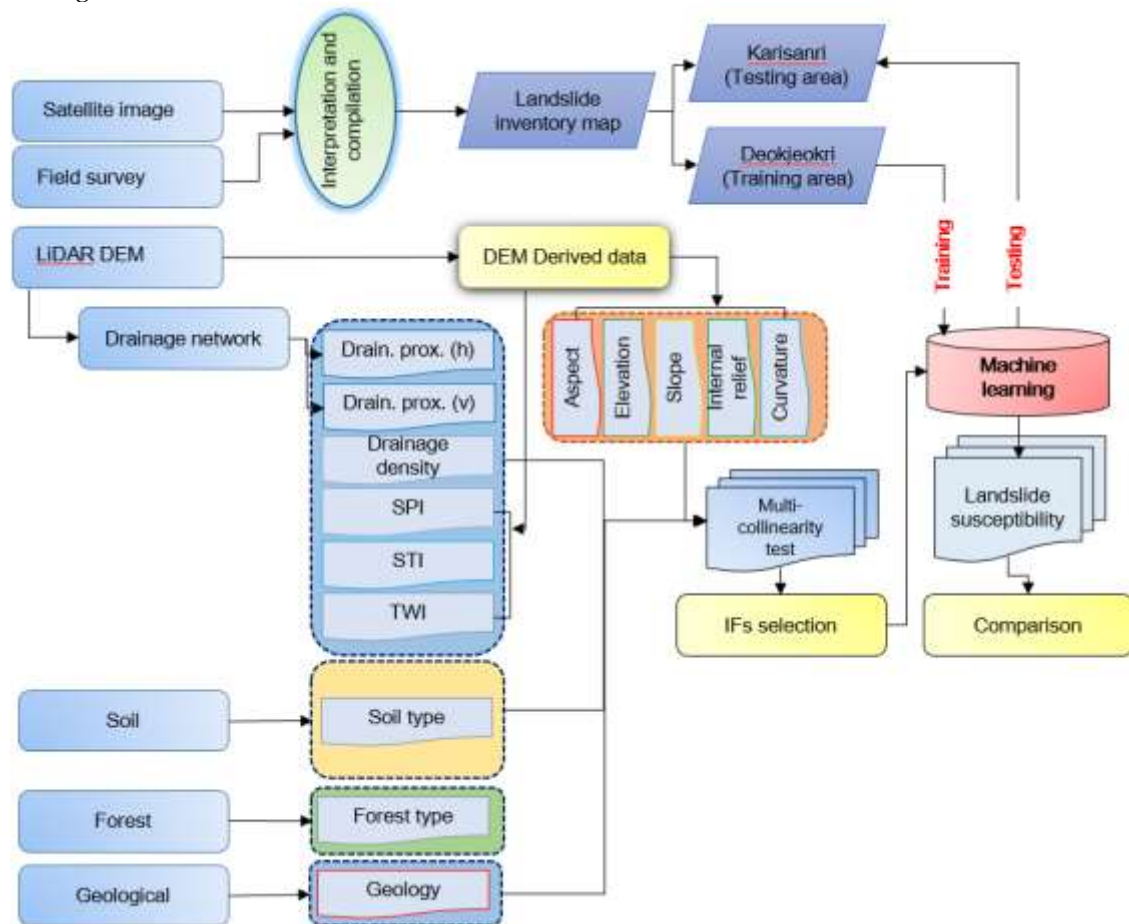 Satellite image
Field survey
Interpretation and
compilation
Landslide
inventory map
Karisanri
(Testing area)
Deokjeokri
(Training area)
LiDAR DEM
DEM Derived data
Training
Testing
Drainage network
Drain. prox. (h)
Drain. prox. (v)
Drainage
density
SPI
STI
TWI
Aspect
Elevation
Slope
Internal
relief
Curvature
Machine
learning
Multi-
collinearity
test
Landslide
susceptibility
IFs selection
Comparison
Soil
Soil type
Forest
Forest type
Geological
Geology